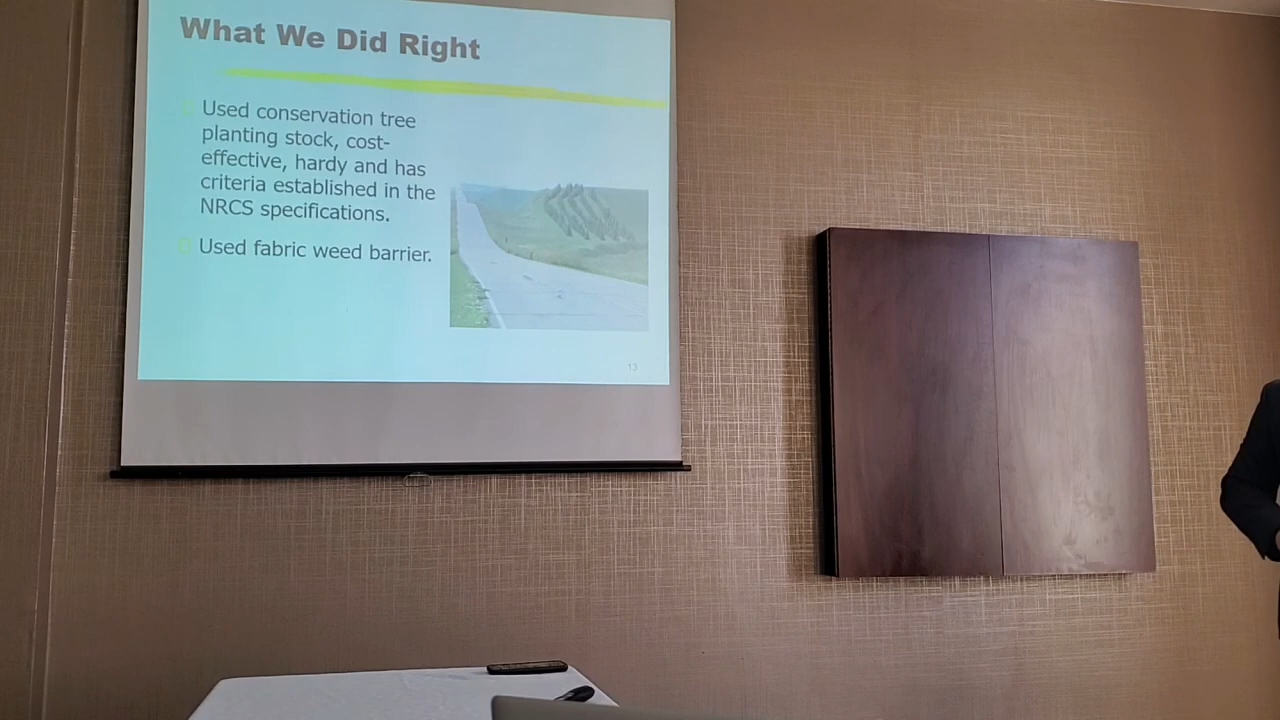 What We Did Right
Used conservation tree
planting stock, cost-
effective, hardy and has
criteria established in the
NRCS specifications.
Used fabric weed barrier.
13